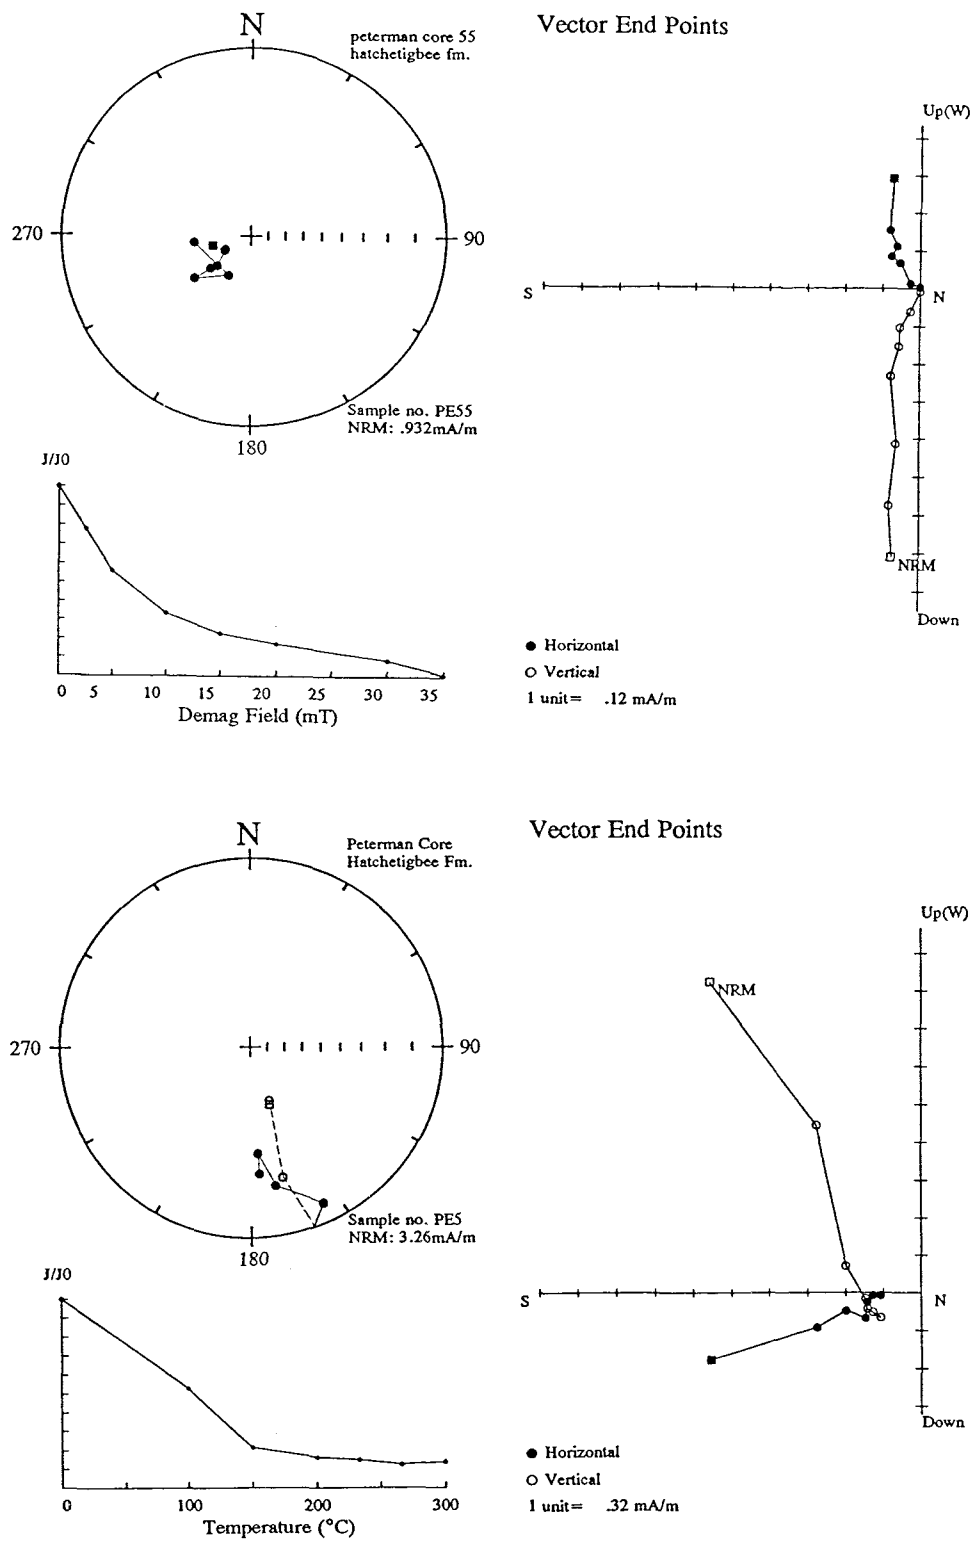 N
peterman core 55
hatchetigbee fm.
270
90
180
Sample no. PE55
NRM: .932mA/m
J/J0
0 5 10 15 20 25 30 35
Demag Field (mT)
Vector End Points
Up(W)
S
N
NRM
Down
● Horizontal
○ Vertical
1 unit= .12 mA/m
N
Peterman Core
Hatchetigbee Fm.
270
90
180
Sample no. PE5
NRM: 3.26mA/m
J/J0
0 100 200 300
Temperature (°C)
Vector End Points
Up(W)
NRM
S
N
Down
● Horizontal
○ Vertical
1 unit= .32 mA/m